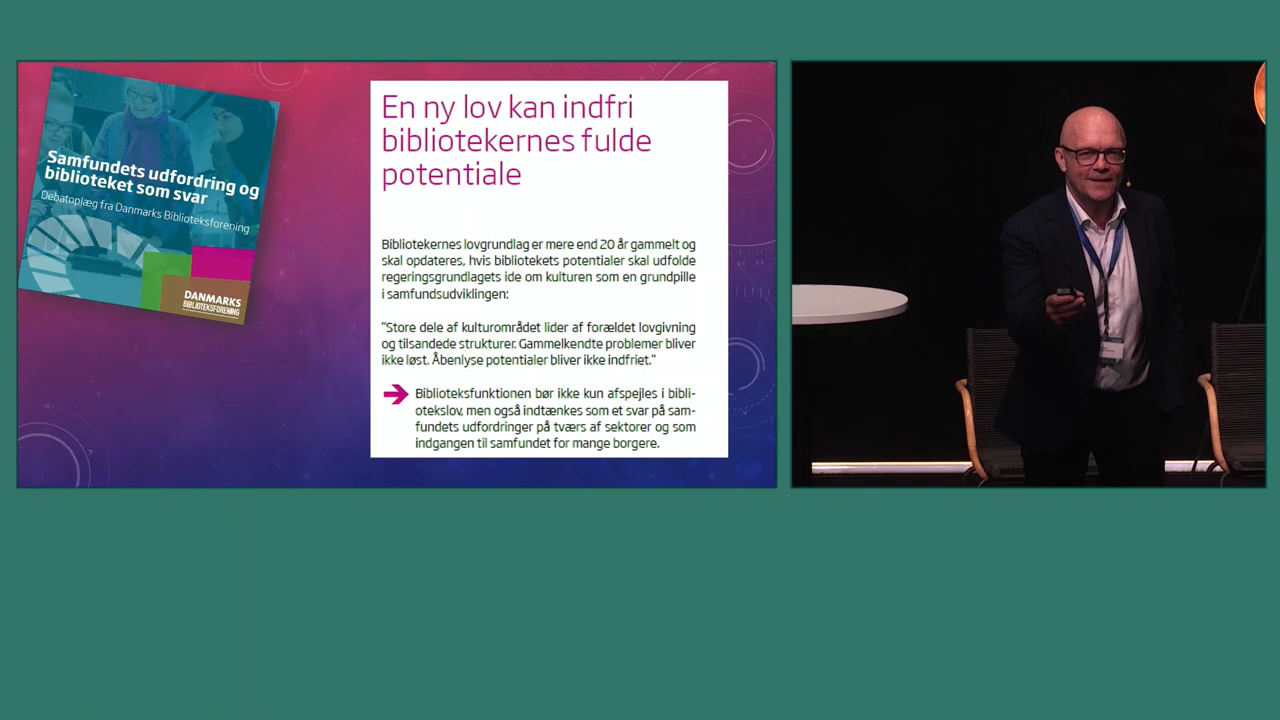 Samfundets udfordring og
biblioteket som svar
Debatoplæg fra Danmarks Biblioteksforening
DANMARKS
BIBLIOTEKSFORENING
En ny lov kan indfri
bibliotekernes fulde
potentiale
Bibliotekernes lovgrundlag er mere end 20 år gammelt og
skal opdateres, hvis bibliotekets potentialer skal udfolde
regeringsgrundlagets ide om kulturen som en grundpille
i samfundsudviklingen:
"Store dele af kulturområdet lider af forældet lovgivning
og tilsandede strukturer. Gammelkendte problemer bliver
ikke løst. Åbenlyse potentialer bliver ikke indfriet."
Biblioteksfunktionen bør ikke kun afspejles i bibli-
otekslov, men også indtænkes som et svar på sam-
fundets udfordringer på tværs af sektorer og som
indgangen til samfundet for mange borgere.